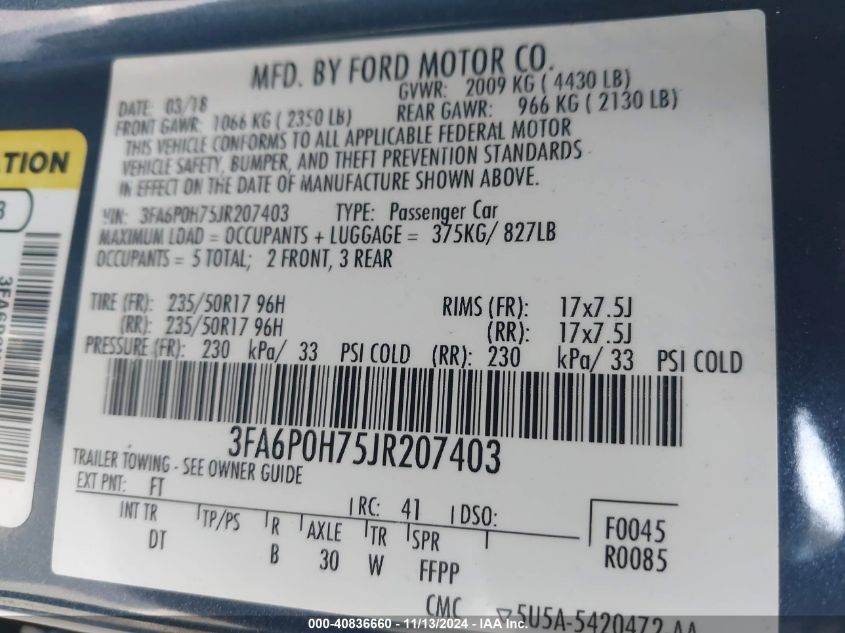 MFD. BY FORD MOTOR CO.
DATE: 03/18 GVWR: 2009 KG ( 4430 LB)
FRONT GAWR: 1066 KG ( 2350 LB) REAR GAWR: 966 KG ( 2130 LB)
THIS VEHICLE CONFORMS TO ALL APPLICABLE FEDERAL MOTOR
VEHICLE SAFETY, BUMPER, AND THEFT PREVENTION STANDARDS
IN EFFECT ON THE DATE OF MANUFACTURE SHOWN ABOVE.
VIN: 3FA6P0H75JR207403 TYPE: Passenger Car
MAXIMUM LOAD = OCCUPANTS + LUGGAGE = 375KG/ 827LB
OCCUPANTS = 5 TOTAL; 2 FRONT, 3 REAR
TIRE (FR): 235/50R17 96H RIMS (FR): 17x7.5J
(RR): 235/50R17 96H (RR): 17x7.5J
PRESSURE (FR): 230 kPa/ 33 PSI COLD (RR): 230 kPa/ 33 PSI COLD
3FA6P0H75JR207403
TRAILER TOWING - SEE OWNER GUIDE
EXT PNT: FT RC: 41 DSO:
INT TR TP/PS R AXLE TR SPR F0045
DT B 30 W FFPP R0085
CMC 5U5A-5420472 AA
TION
3
000-40836660 - 11/13/2024 - IAA Inc.